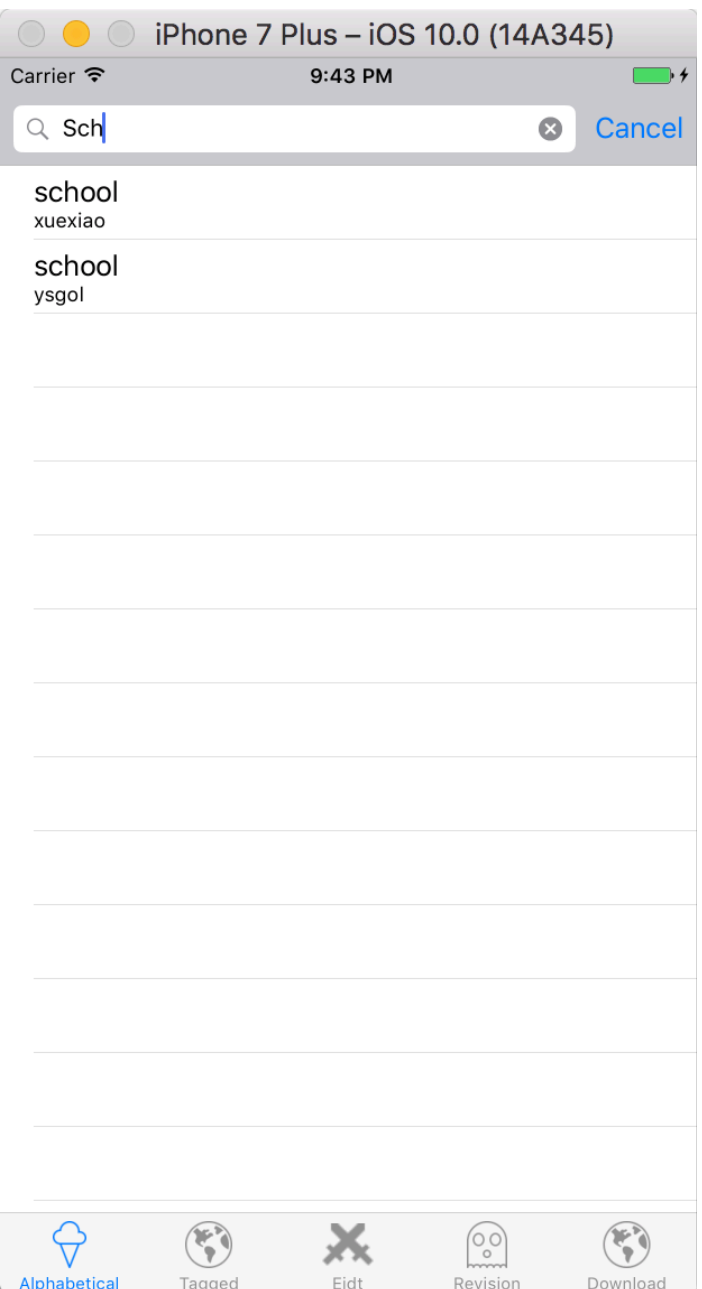 iPhone 7 Plus – iOS 10.0 (14A345)
Carrier 9:43 PM
Sch Cancel
school
xuexiao
school
ysgol
Alphabetical Tagged Eidt Revision Download